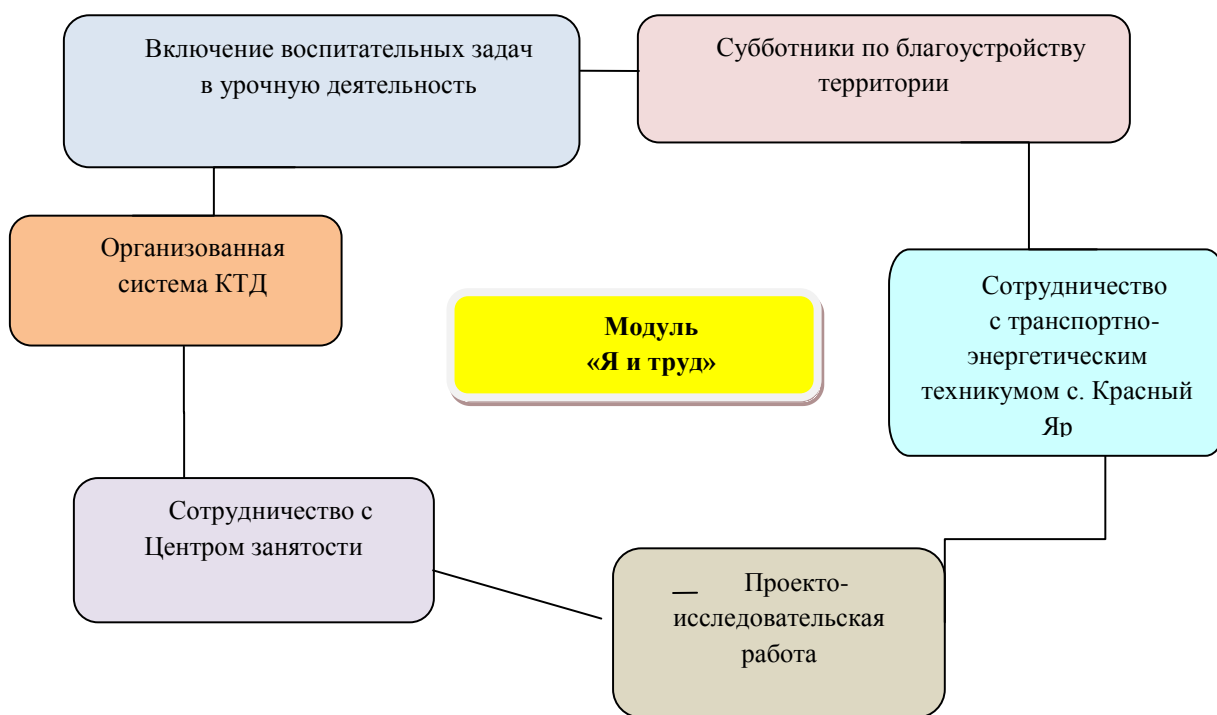 Включение воспитательных задач
в урочную деятельность
Субботники по благоустройству
территории
Организованная
система КТД
Модуль
«Я и труд»
Сотрудничество
с транспортно-
энергетическим
техникумом с. Красный
Яр
Сотрудничество с
Центром занятости
Проекто-
исследовательская
работа